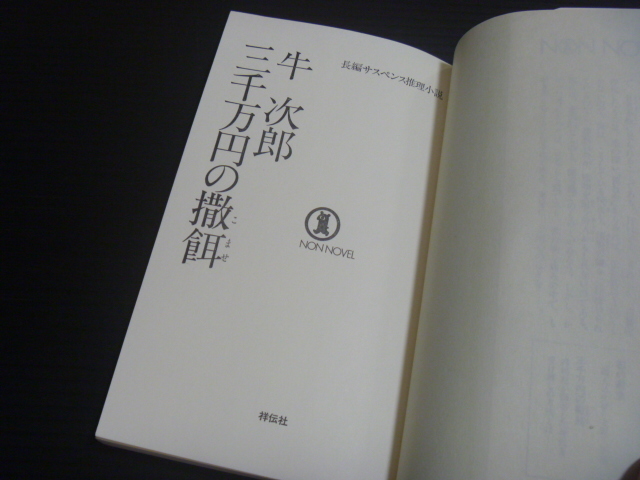 長編サスペンス推理小説
牛次郎
三千万円の撒餌
こませ
NON NOVEL
祥伝社